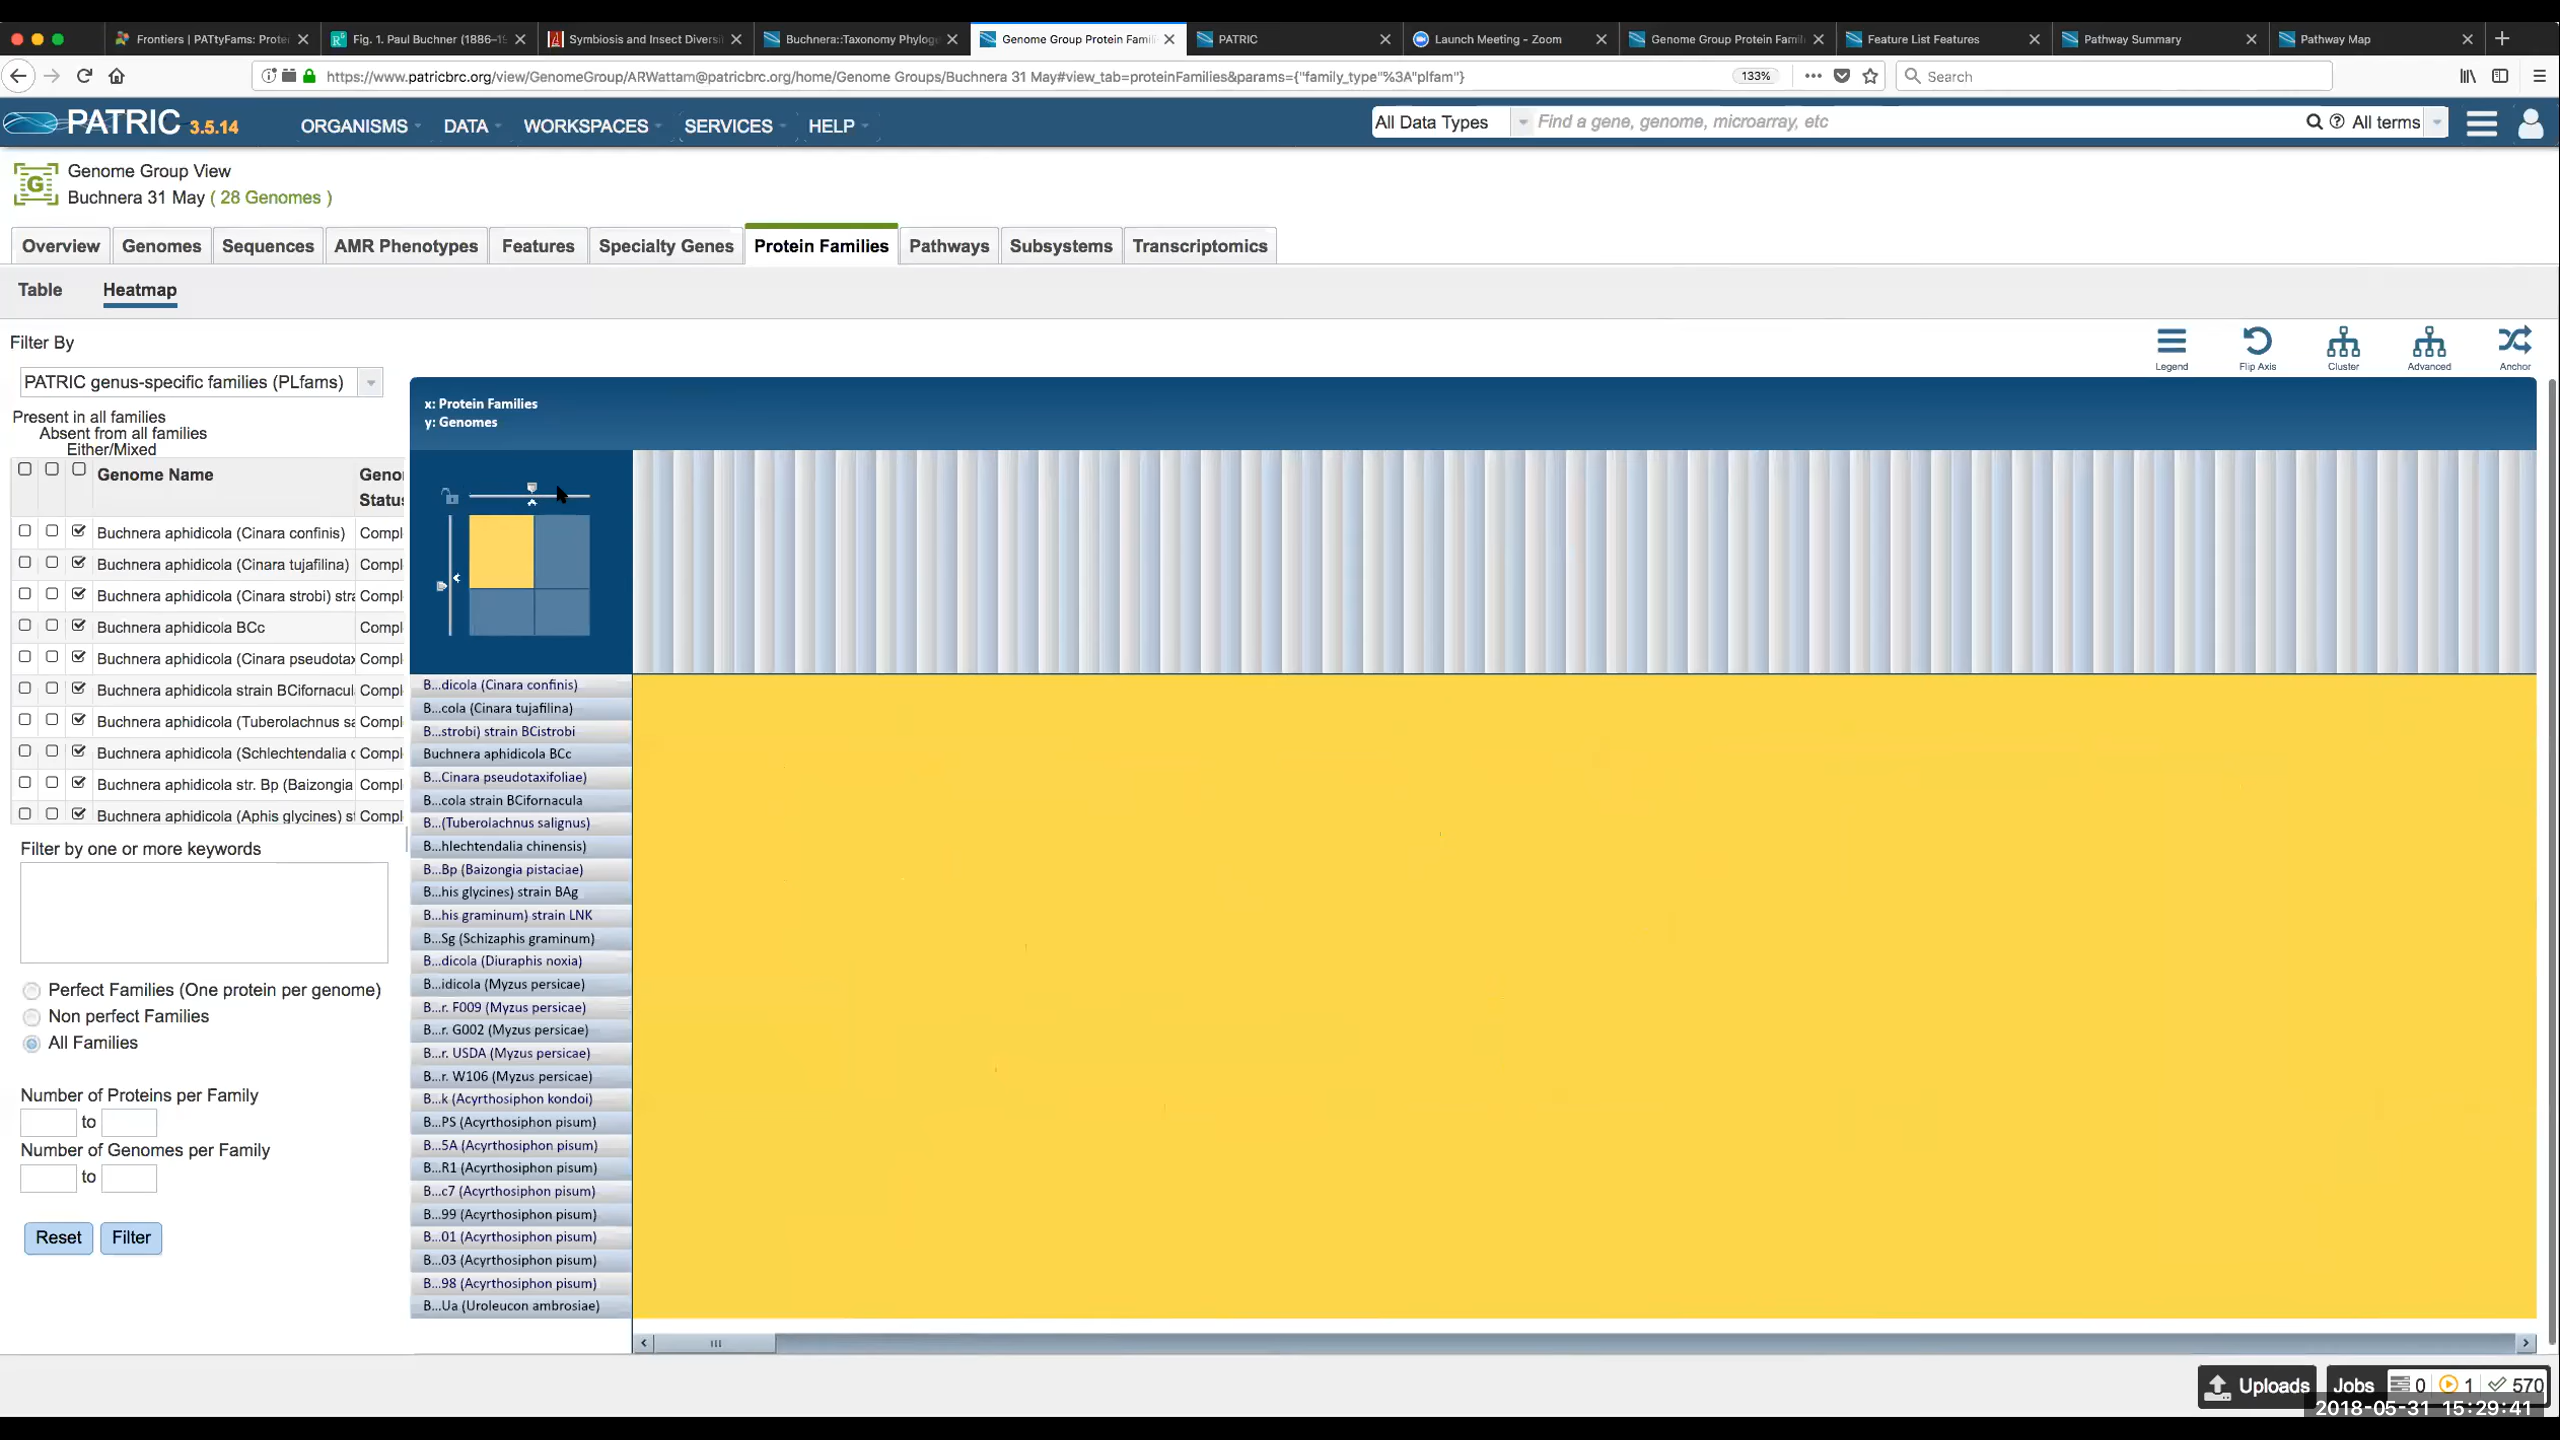 Frontiers | PATtyFams: Prote
Fig. 1. Paul Buchner (1886–1
Symbiosis and Insect Diversi
Buchnera::Taxonomy Phylog
Genome Group Protein Famil
PATRIC
Launch Meeting - Zoom
Genome Group Protein Famil
Feature List Features
Pathway Summary
Pathway Map
https://www.patricbrc.org/view/GenomeGroup/ARWattam@patricbrc.org/home/Genome Groups/Buchnera 31 May#view_tab=proteinFamilies&params={"family_type"%3A"plfam"}
133%
Search
PATRIC 3.5.14
ORGANISMS
DATA
WORKSPACES
SERVICES
HELP
All Data Types
Find a gene, genome, microarray, etc
All terms
Genome Group View
Buchnera 31 May ( 28 Genomes )
Overview
Genomes
Sequences
AMR Phenotypes
Features
Specialty Genes
Protein Families
Pathways
Subsystems
Transcriptomics
Table
Heatmap
Filter By
Legend
Flip Axis
Cluster
Advanced
Anchor
PATRIC genus-specific families (PLfams)
Present in all families
Absent from all families
Either/Mixed
Genome Name
Genor
Status
Buchnera aphidicola (Cinara confinis) Compl
Buchnera aphidicola (Cinara tujafilina) Compl
Buchnera aphidicola (Cinara strobi) stra Compl
Buchnera aphidicola BCc Compl
Buchnera aphidicola (Cinara pseudotax Compl
Buchnera aphidicola strain BCifornacul Compl
Buchnera aphidicola (Tuberolachnus sa Compl
Buchnera aphidicola (Schlechtendalia c Compl
Buchnera aphidicola str. Bp (Baizongia Compl
Buchnera aphidicola (Aphis glycines) st Compl
Filter by one or more keywords
Perfect Families (One protein per genome)
Non perfect Families
All Families
Number of Proteins per Family
to
Number of Genomes per Family
to
Reset
Filter
x: Protein Families
y: Genomes
B...dicola (Cinara confinis)
B...cola (Cinara tujafilina)
B...strobi) strain BCistrobi
Buchnera aphidicola BCc
B...Cinara pseudotaxifoliae)
B...cola strain BCifornacula
B...(Tuberolachnus salignus)
B...hlechtendalia chinensis)
B...Bp (Baizongia pistaciae)
B...his glycines) strain BAg
B...his graminum) strain LNK
B...Sg (Schizaphis graminum)
B...dicola (Diuraphis noxia)
B...idicola (Myzus persicae)
B...r. F009 (Myzus persicae)
B...r. G002 (Myzus persicae)
B...r. USDA (Myzus persicae)
B...r. W106 (Myzus persicae)
B...k (Acyrthosiphon kondoi)
B...PS (Acyrthosiphon pisum)
B...5A (Acyrthosiphon pisum)
B...R1 (Acyrthosiphon pisum)
B...c7 (Acyrthosiphon pisum)
B...99 (Acyrthosiphon pisum)
B...01 (Acyrthosiphon pisum)
B...03 (Acyrthosiphon pisum)
B...98 (Acyrthosiphon pisum)
B...Ua (Uroleucon ambrosiae)
Uploads
Jobs 0 1 570
2018-05-31 15:29:41